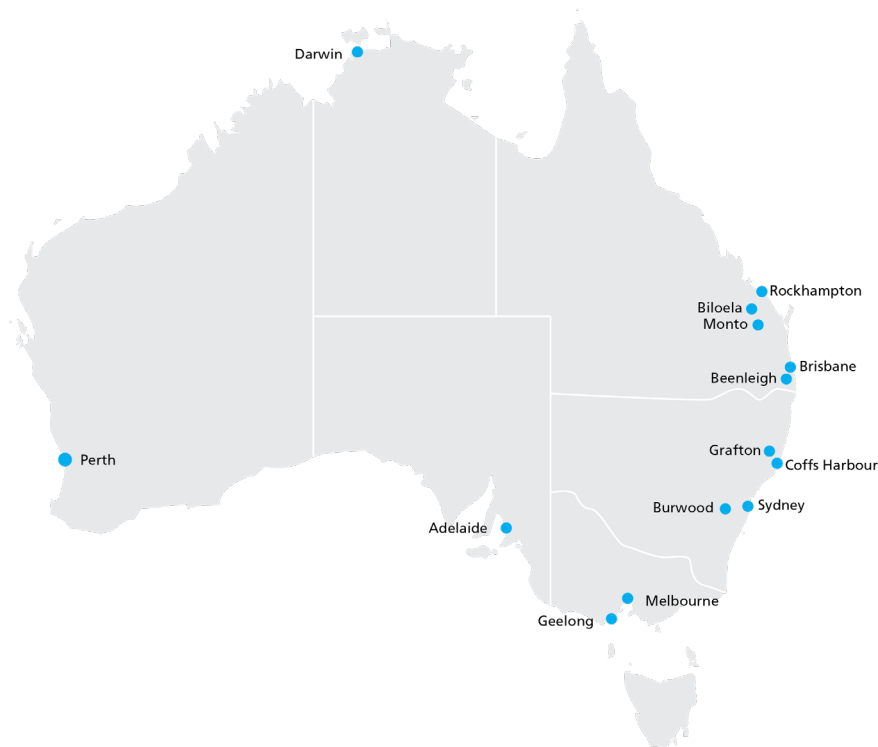 Darwin
Rockhampton
Biloela
Monto
Brisbane
Beenleigh
Grafton
Perth
Coffs Harbour
Sydney
Burwood
Adelaide
Melbourne
Geelong